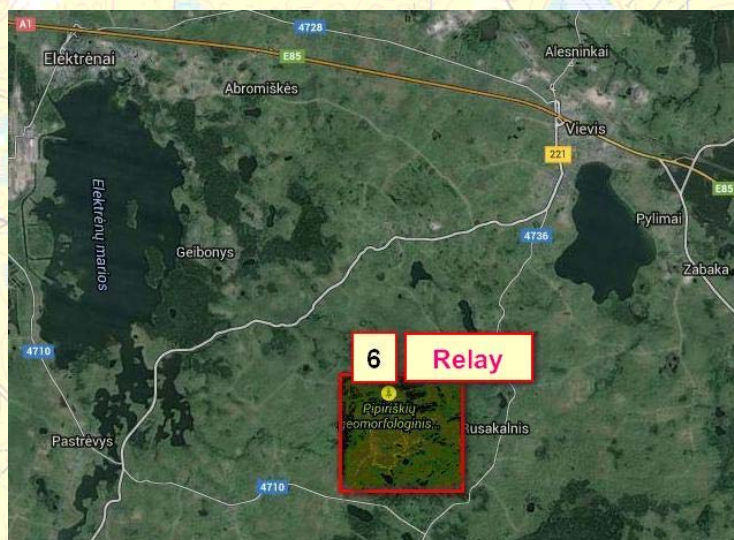 A1
4728
Elektrėnai
E85
Alesninkai
Abromiškės
Vievis
221
Elektrėnų marios
E85
Pylimai
4736
Geibonys
Zabaka
4710
6 Relay
Pipiriškių
geomorfologinis...
Rusakalnis
Pastrėvys
4710